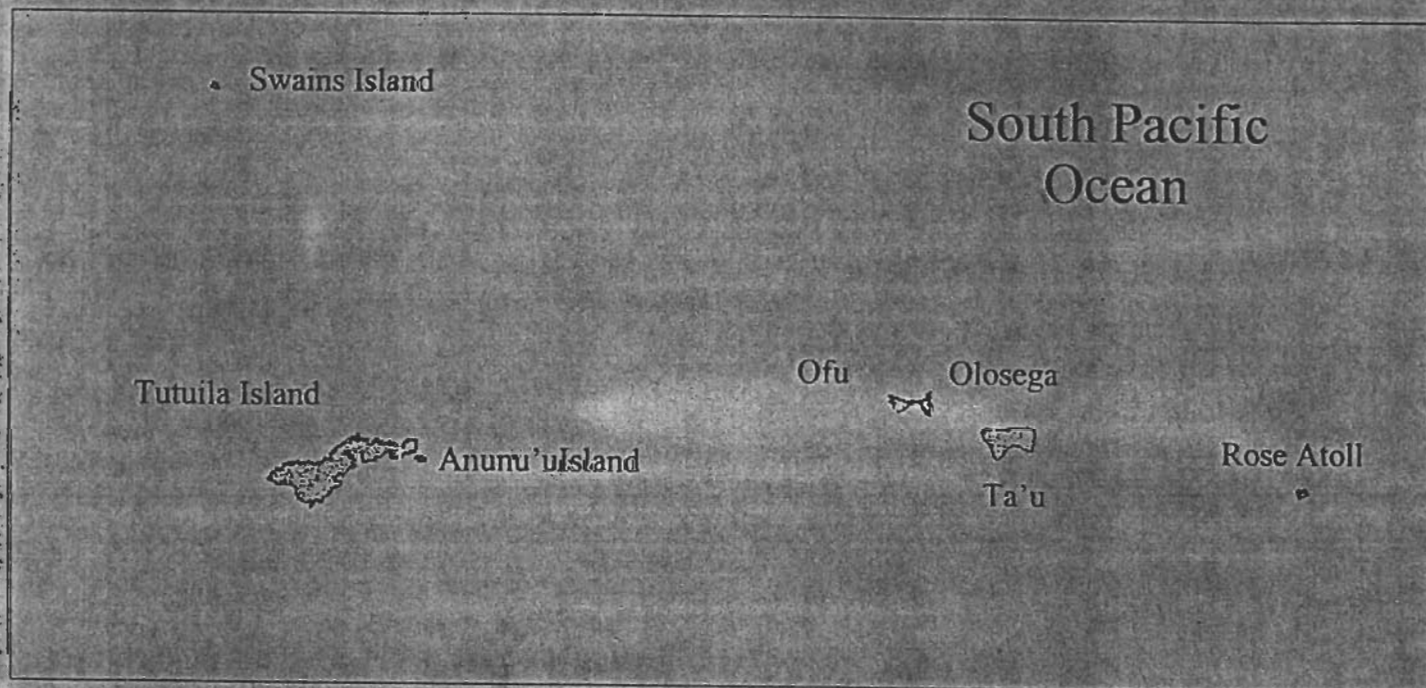 Swains Island
South Pacific
Ocean
Tutuila Island
Ofu
Olosega
Anunu'uIsland
Rose Atoll
Ta'u